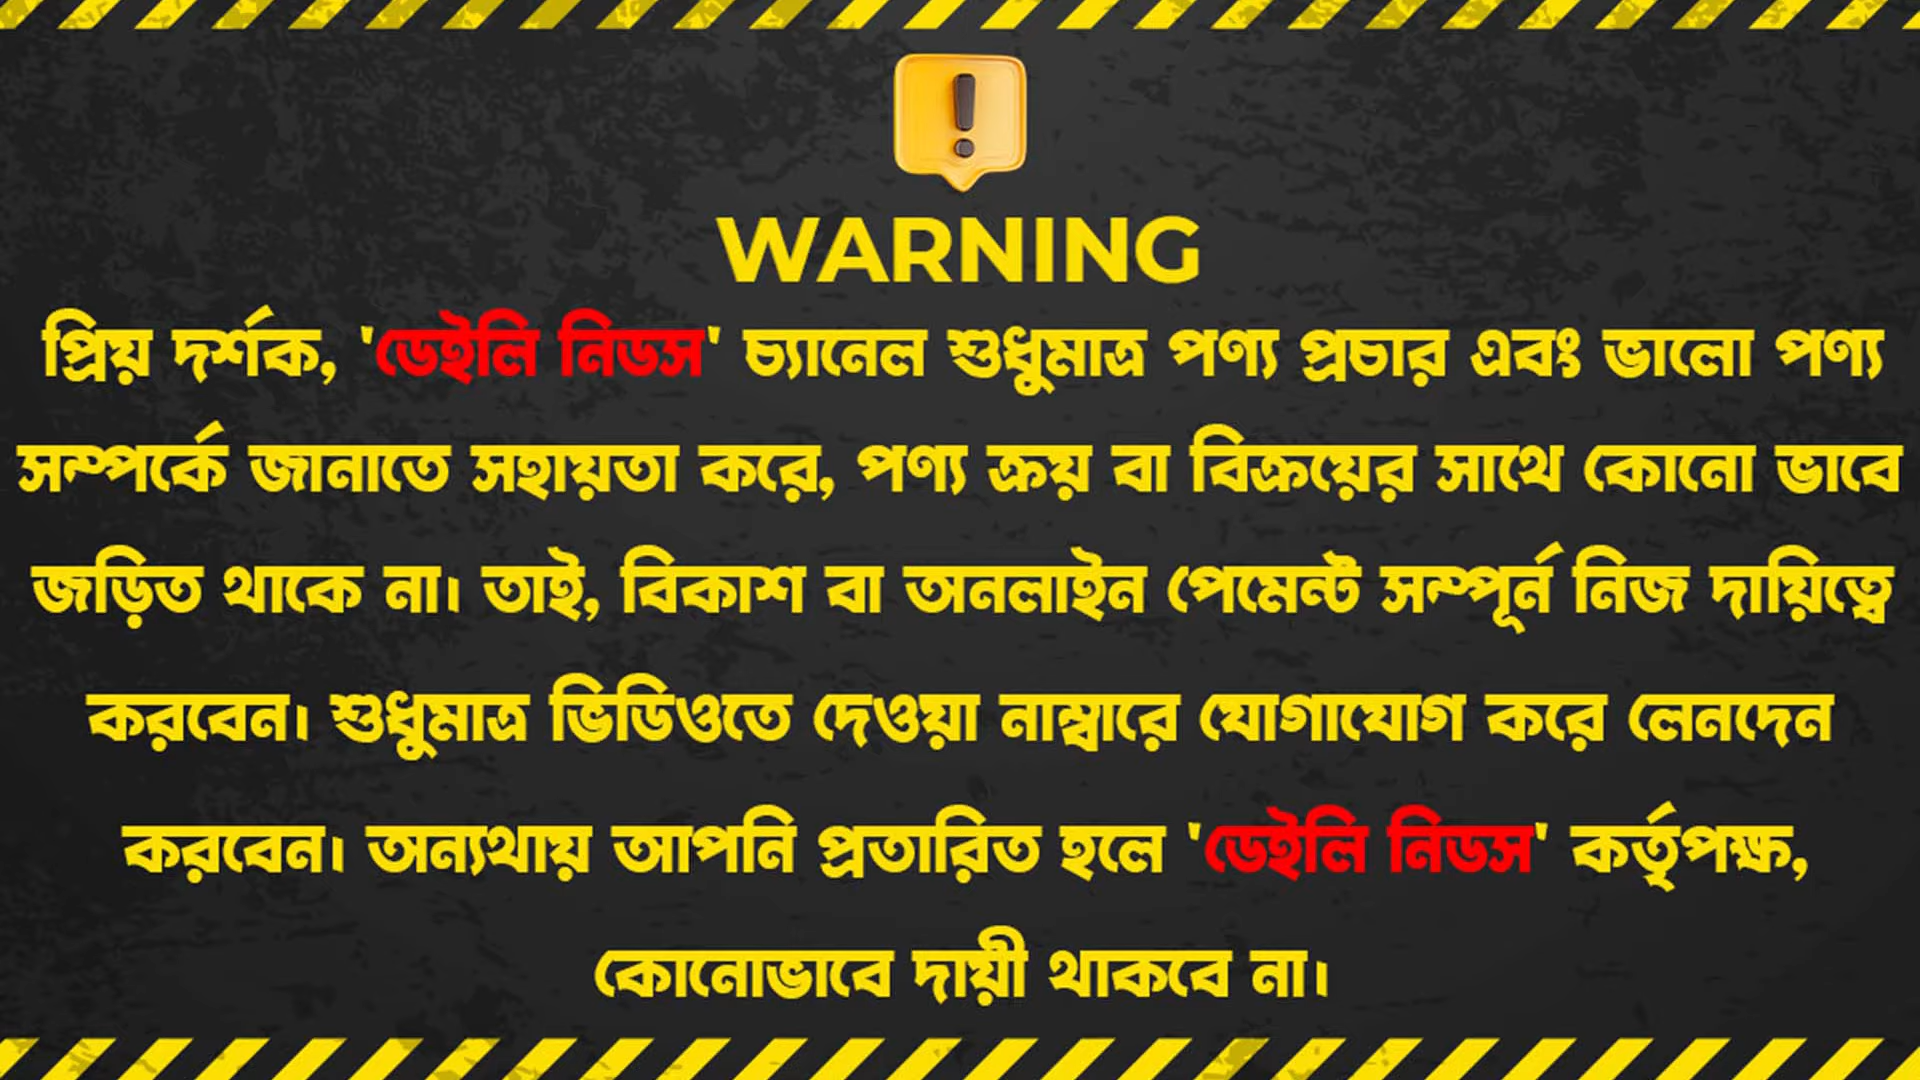 WARNING
প্রিয় দর্শক, 'ডেইলি নিডস' চ্যানেল শুধুমাত্র পণ্য প্রচার এবং ভালো পণ্য
সম্পর্কে জানাতে সহায়তা করে, পণ্য ক্রয় বা বিক্রয়ের সাথে কোনো ভাবে
জড়িত থাকে না। তাই, বিকাশ বা অনলাইন পেমেন্ট সম্পূর্ন নিজ দায়িত্বে
করবেন। শুধুমাত্র ভিডিওতে দেওয়া নাম্বারে যোগাযোগ করে লেনদেন
করবেন। অন্যথায় আপনি প্রতারিত হলে 'ডেইলি নিডস' কর্তৃপক্ষ,
কোনোভাবে দায়ী থাকবে না।